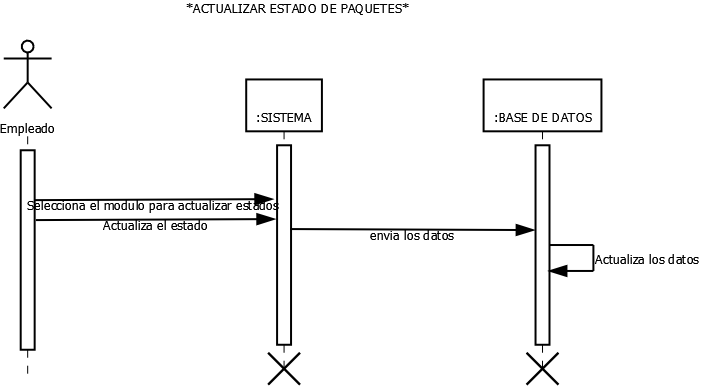 *ACTUALIZAR ESTADO DE PAQUETES*
Empleado
:SISTEMA
:BASE DE DATOS
Selecciona el modulo para actualizar estados
Actualiza el estado
envia los datos
Actualiza los datos